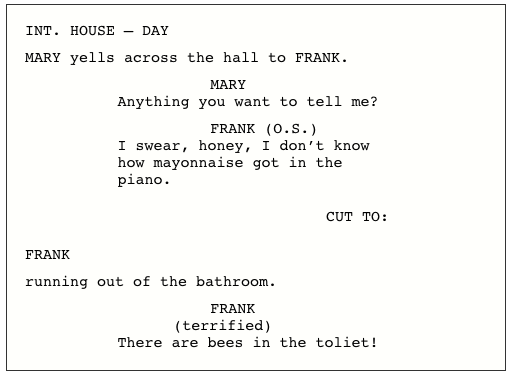 INT. HOUSE – DAY
MARY yells across the hall to FRANK.
MARY
Anything you want to tell me?
FRANK (O.S.)
I swear, honey, I don’t know
how mayonnaise got in the
piano.
CUT TO:
FRANK
running out of the bathroom.
FRANK
(terrified)
There are bees in the toliet!